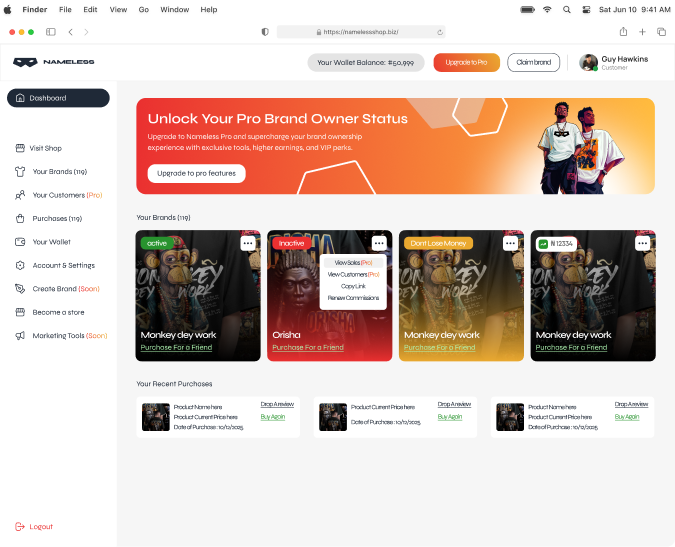 Finder File Edit View Go Window Help
Sat Jun 10 9:41 AM
https://namelessshop.biz/
NAMELESS
Your Wallet Balance: #50,999
Upgrade to Pro
Claim brand
Guy Hawkins
Customer
Dashboard
Visit Shop
Your Brands (119)
Your Customers (Pro)
Purchases (119)
Your Wallet
Account & Settings
Create Brand (Soon)
Become a store
Marketing Tools (Soon)
Logout
Unlock Your Pro Brand Owner Status
Upgrade to Nameless Pro and supercharge your brand ownership
experience with exclusive tools, higher earnings, and VIP perks.
Upgrade to pro features
Your Brands (119)
active
MONKEY
WORK
Monkey dey work
Purchase For a Friend
Inactive
View Sales (Pro)
View Customers (Pro)
Copy Link
Renew Commissions
Orisha
Purchase For a Friend
Dont Lose Money
MONKEY
WORK
Monkey dey work
Purchase For a Friend
₦ 12334
MONKEY
WORK
Monkey dey work
Purchase For a Friend
Your Recent Purchases
Product Name here
Product Current Price here
Date of Purchase : 10/12/2025
Drop A review
Buy Again
Product Current Price here
Date of Purchase : 10/12/2025
Drop A review
Buy Again
Product Name here
Product Current Price here
Date of Purchase : 10/12/2025
Drop A review
Buy Again